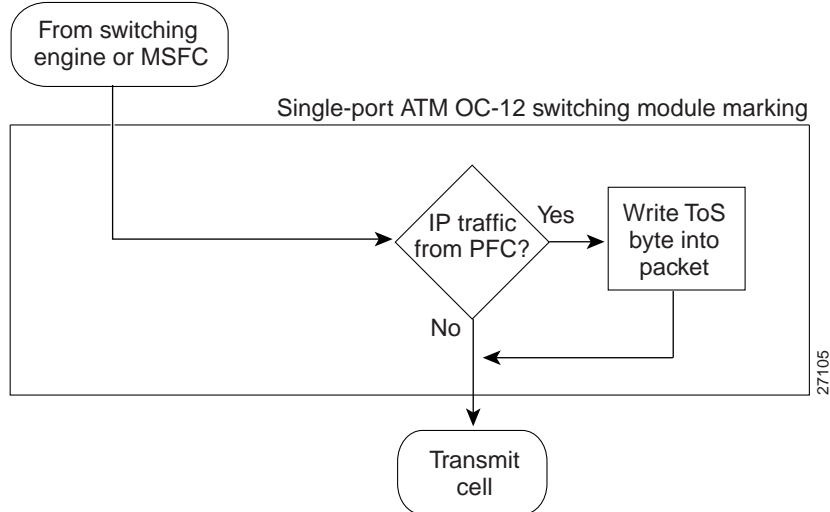 From switching
engine or MSFC
Single-port ATM OC-12 switching module marking
IP traffic
from PFC?
Yes
Write ToS
byte into
packet
No
27105
Transmit
cell